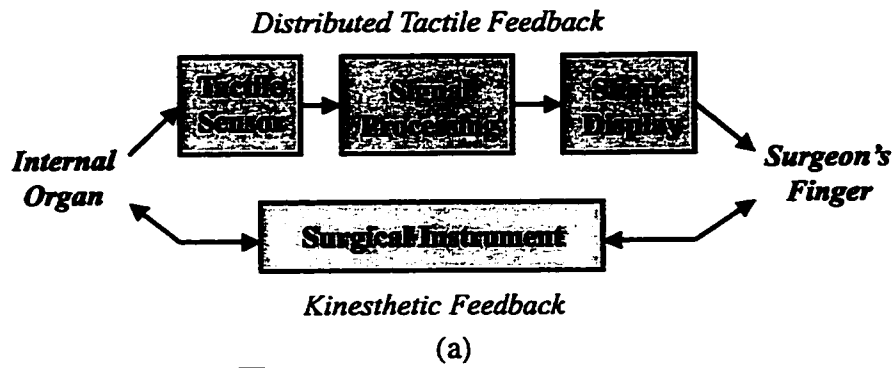 Distributed Tactile Feedback
Tactile
Sensor
Signal
Processing
Shape
Display
Internal
Organ
Surgeon's
Finger
Surgical Instrument
Kinesthetic Feedback
(a)